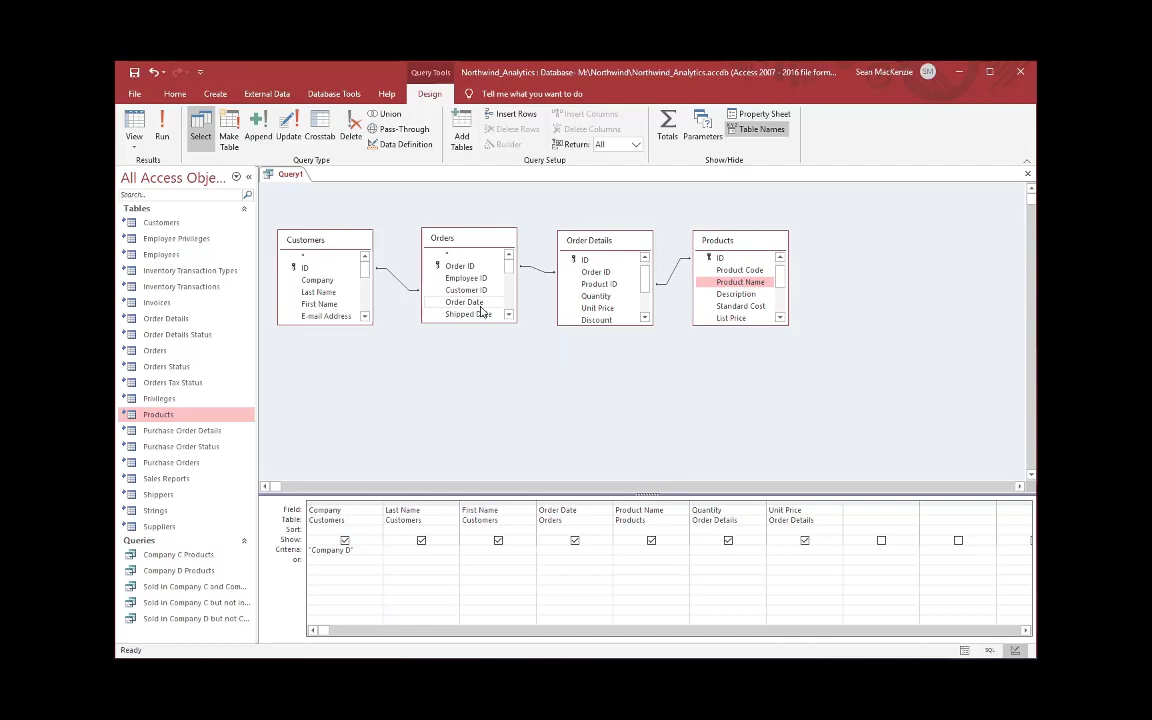 Query Tools
Northwind_Analytics : Database- M:\Northwind\Northwind_Analytics.accdb (Access 2007 - 2016 file form...
Sean MacKenzie
SM
File Home Create External Data Database Tools Help Design Tell me what you want to do
View
Run
Select
Make Table
Append
Update
Crosstab
Delete
Union
Pass-Through
Data Definition
Add Tables
Insert Rows
Delete Rows
Builder
Insert Columns
Delete Columns
Return: All
Totals
Parameters
Property Sheet
Table Names
Results Query Type Query Setup Show/Hide
All Access Obje...
Search...
Tables
Customers
Employee Privileges
Employees
Inventory Transaction Types
Inventory Transactions
Invoices
Order Details
Order Details Status
Orders
Orders Status
Orders Tax Status
Privileges
Products
Purchase Order Details
Purchase Order Status
Purchase Orders
Sales Reports
Shippers
Strings
Suppliers
Queries
Company C Products
Company D Products
Sold in Company C and Com...
Sold in Company C but not in...
Sold in Company D but not C...
Query1
Customers
*
ID
Company
Last Name
First Name
E-mail Address
Orders
*
Order ID
Employee ID
Customer ID
Order Date
Shipped Date
Order Details
ID
Order ID
Product ID
Quantity
Unit Price
Discount
Products
ID
Product Code
Product Name
Description
Standard Cost
List Price
Field: Company Last Name First Name Order Date Product Name Quantity Unit Price
Table: Customers Customers Customers Orders Products Order Details Order Details
Sort:
Show:
Criteria: "Company D"
or:
Ready
SQL